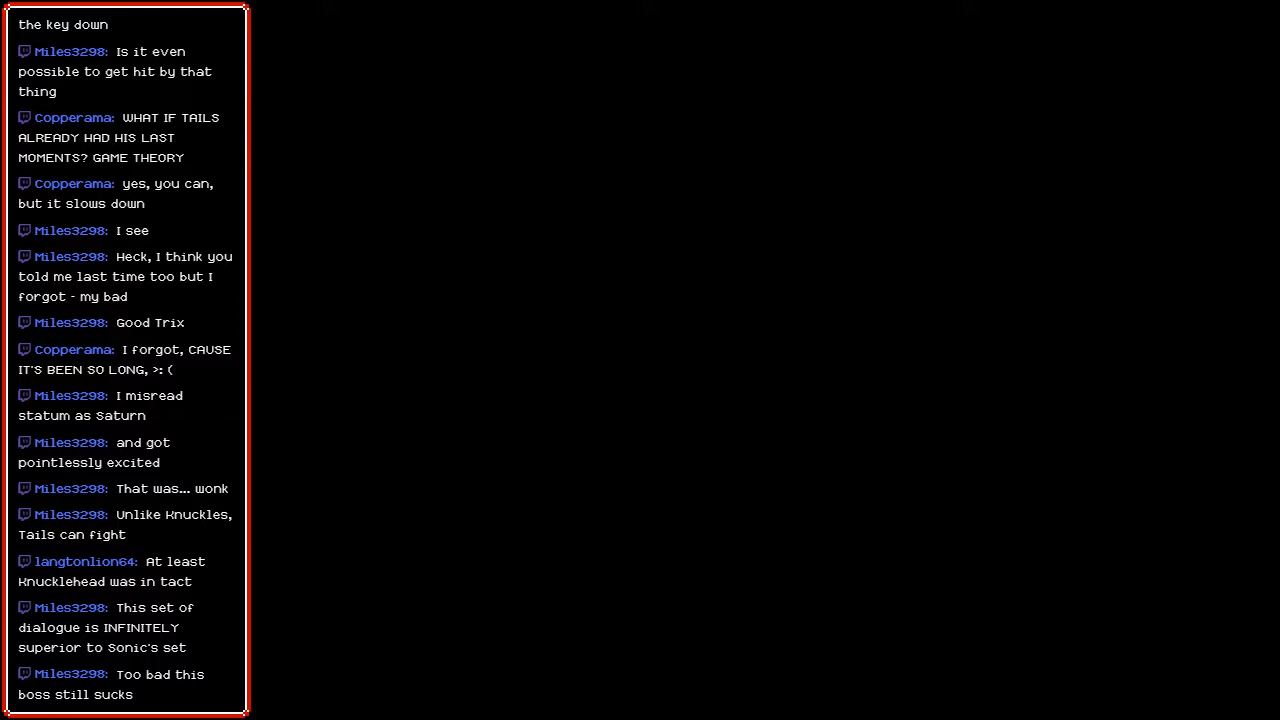 the key down
Miles3298: Is it even
possible to get hit by that
thing
Copperama: WHAT IF TAILS
ALREADY HAD HIS LAST
MOMENTS? GAME THEORY
Copperama: yes, you can,
but it slows down
Miles3298: I see
Miles3298: Heck, I think you
told me last time too but I
forgot - my bad
Miles3298: Good Trix
Copperama: I forgot, CAUSE
IT'S BEEN SO LONG, >: (
Miles3298: I misread
statum as Saturn
Miles3298: and got
pointlessly excited
Miles3298: That was... wonk
Miles3298: Unlike Knuckles,
Tails can fight
langtonlion64: At least
Knucklehead was in tact
Miles3298: This set of
dialogue is INFINITELY
superior to Sonic's set
Miles3298: Too bad this
boss still sucks